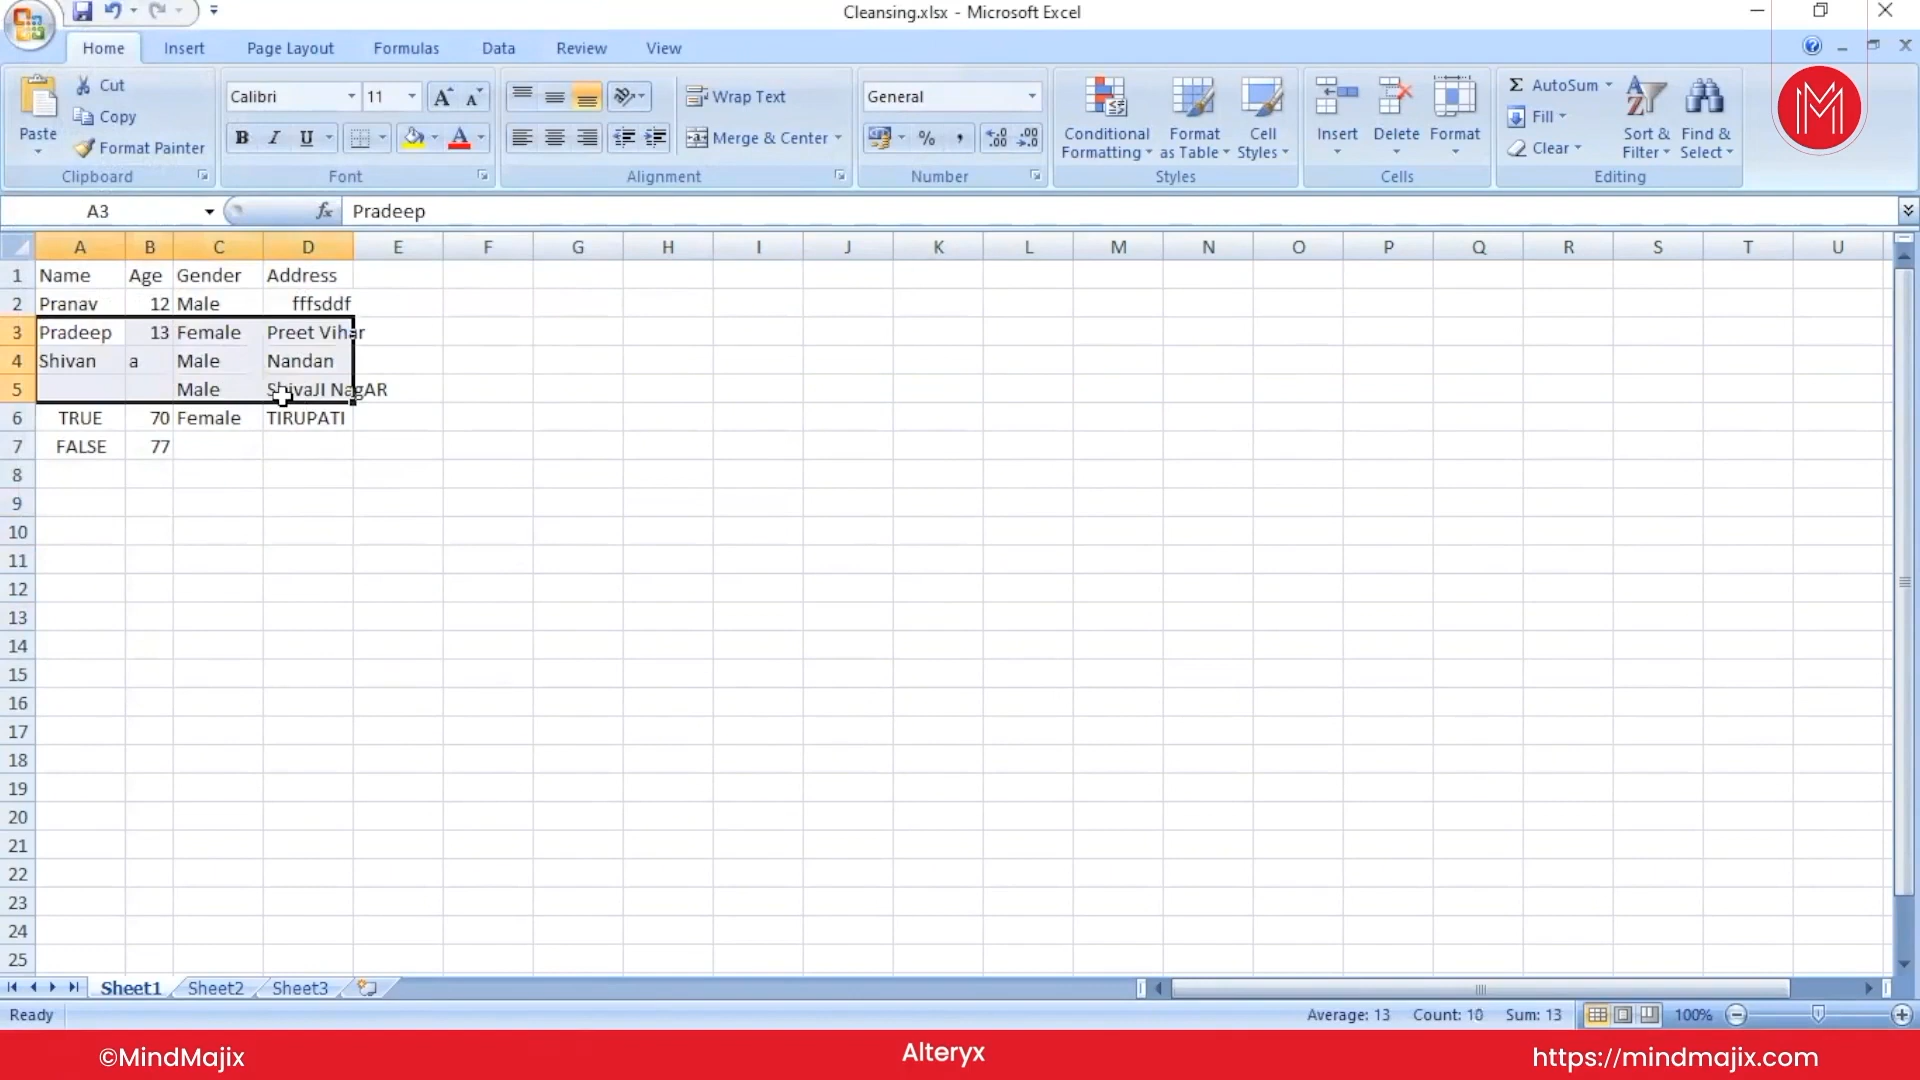 Cleansing.xlsx - Microsoft Excel
Home Insert Page Layout Formulas Data Review View
Paste
Cut
Copy
Format Painter
Clipboard
Calibri 11
B I U
Font
Wrap Text
Merge & Center
Alignment
General
% ,
Number
Conditional Formatting
Format as Table
Cell Styles
Styles
Insert Delete Format
Cells
Σ AutoSum
Fill
Clear
Sort & Filter
Find & Select
Editing
A3 fx Pradeep
A B C D E F G H I J K L M N O P Q R S T U
1 Name Age Gender Address
2 Pranav 12 Male fffsddf
3 Pradeep 13 Female Preet Vihar
4 Shivan a Male Nandan
5 Male ShivaJI NagAR
6 TRUE 70 Female TIRUPATI
7 FALSE 77
8
9
10
11
12
13
14
15
16
17
18
19
20
21
22
23
24
25
Sheet1 Sheet2 Sheet3
Ready Average: 13 Count: 10 Sum: 13 100%
©MindMajix Alteryx https://mindmajix.com